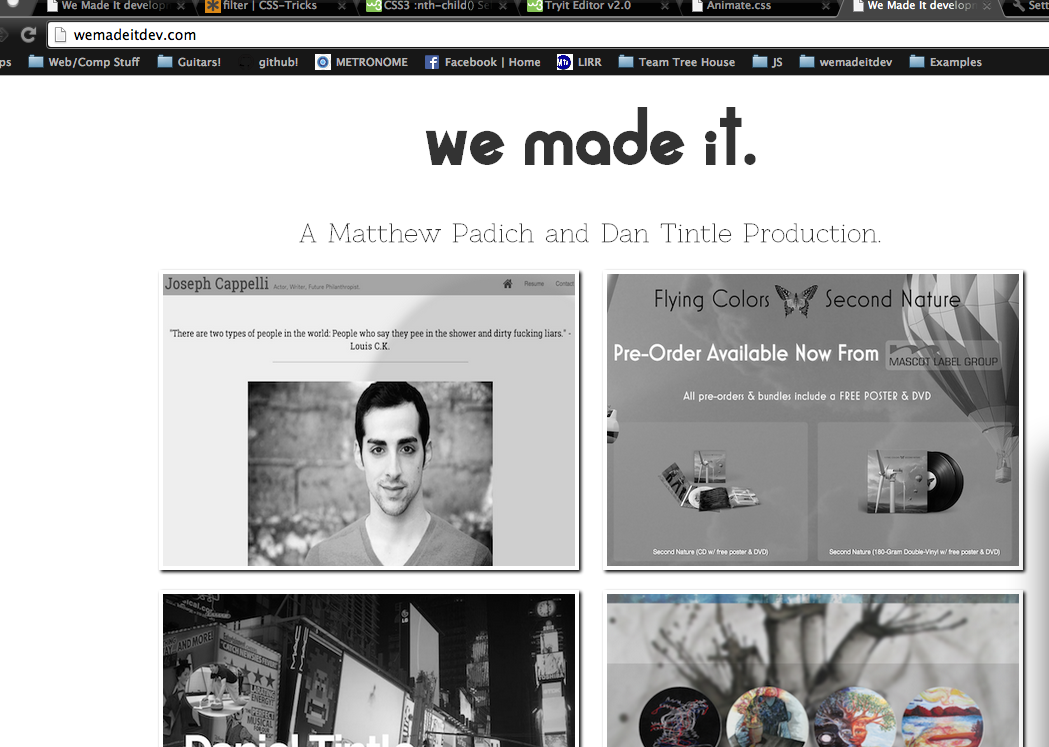 We Made It develop
filter | CSS-Tricks
CSS3 :nth-child() Se
Tryit Editor v2.0
Animate.css
We Made It developm
Sett
wemadeitdev.com
ps Web/Comp Stuff Guitars! github! METRONOME Facebook | Home LIRR Team Tree House JS wemadeitdev Examples
we made it.
A Matthew Padich and Dan Tintle Production.
Joseph Cappelli Actor, Writer, Future Philanthropist. Resume Contact
"There are two types of people in the world: People who say they pee in the shower and dirty fucking liars." -
Louis C.K.
Flying Colors Second Nature
Pre-Order Available Now From MASCOT LABEL GROUP
All pre-orders & bundles include a FREE POSTER & DVD
Second Nature (CD w/ free poster & DVD)
Second Nature (180-Gram Double-Vinyl w/ free poster & DVD)
AND MORE
Daniel Tintle